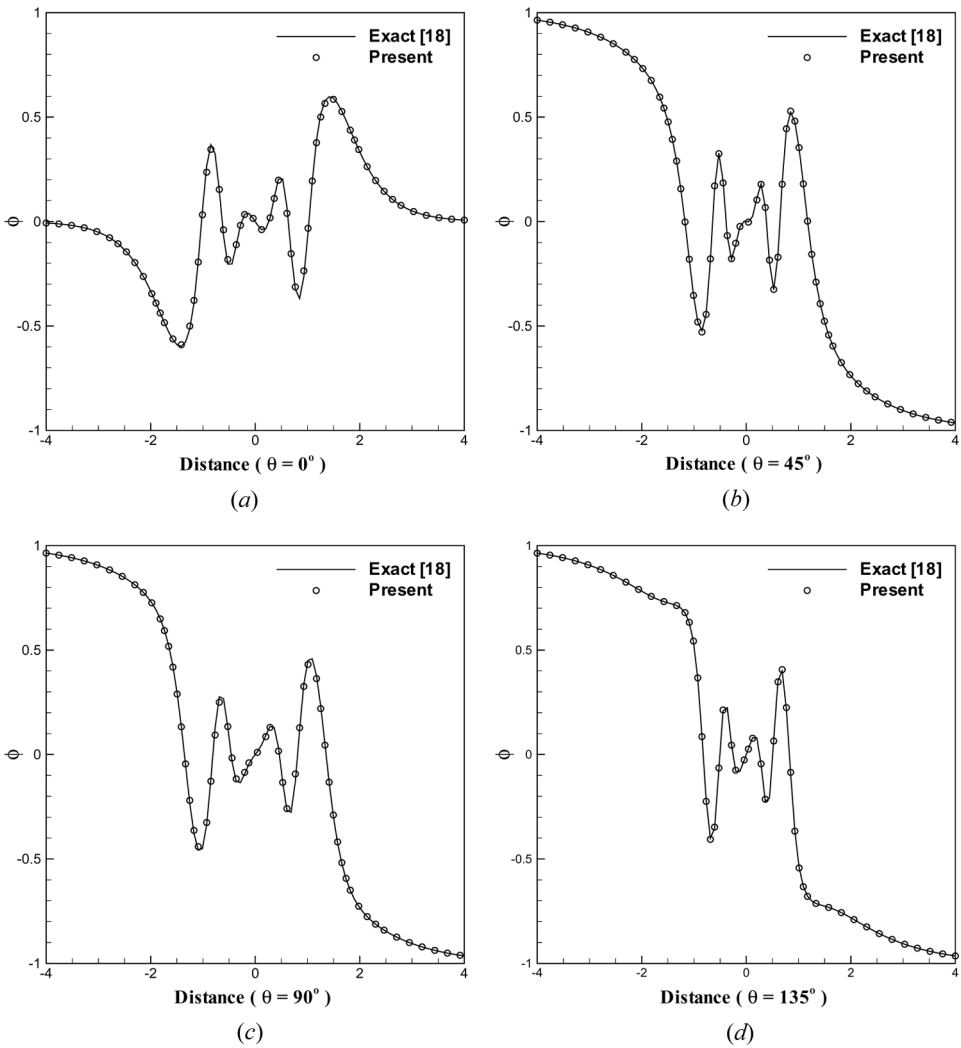 1
0.5
0
-0.5
-1
ϕ
Exact [18]
Present
-4 -2 0 2 4
Distance ( θ = 0° )
(a)
1
0.5
0
-0.5
-1
ϕ
Exact [18]
Present
-4 -2 0 2 4
Distance ( θ = 45° )
(b)
1
0.5
0
-0.5
-1
ϕ
Exact [18]
Present
-4 -2 0 2 4
Distance ( θ = 90° )
(c)
1
0.5
0
-0.5
-1
ϕ
Exact [18]
Present
-4 -2 0 2 4
Distance ( θ = 135° )
(d)